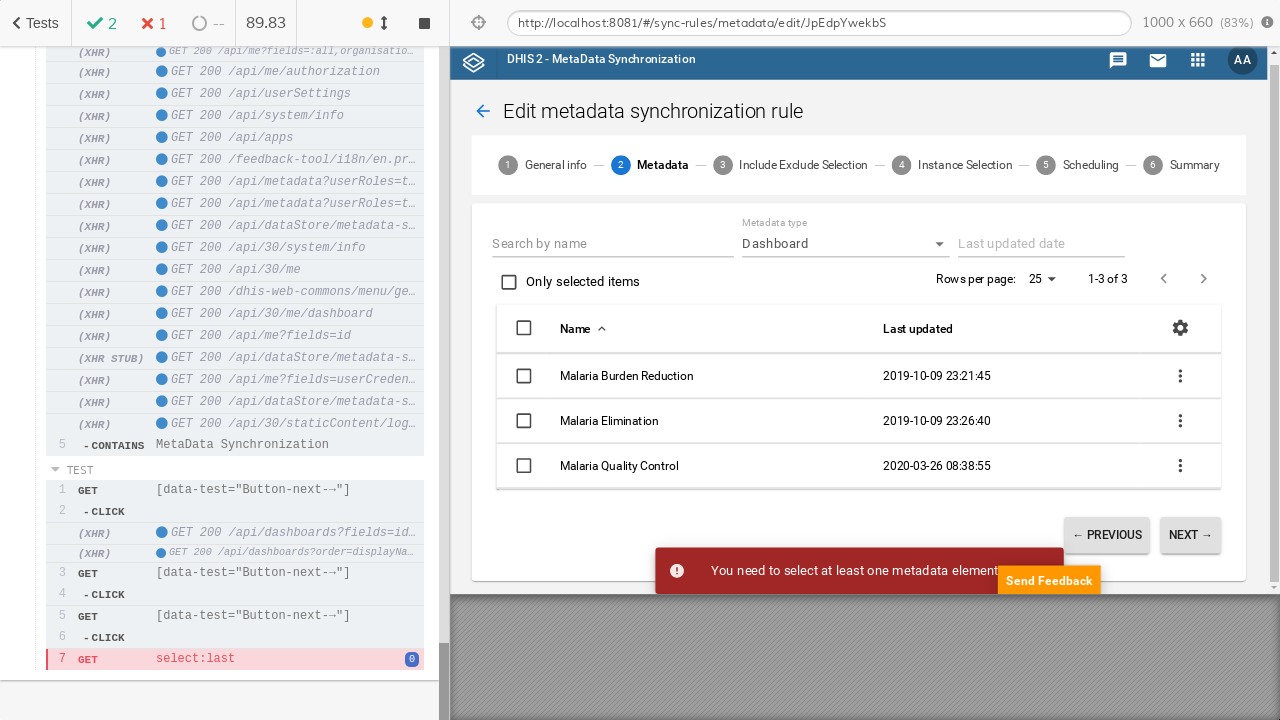 Tests
2
1
--
89.83
http://localhost:8081/#/sync-rules/metadata/edit/JpEdpYwekbS
1000 x 660 (83%)
(XHR) GET 200 /api/me?fields=:all,organisatio…
(XHR) GET 200 /api/me/authorization
(XHR) GET 200 /api/userSettings
(XHR) GET 200 /api/system/info
(XHR) GET 200 /api/apps
(XHR) GET 200 /feedback-tool/i18n/en.pr…
(XHR) GET 200 /api/metadata?userRoles=t…
(XHR) GET 200 /api/metadata?userRoles=t…
(XHR) GET 200 /api/dataStore/metadata-s…
(XHR) GET 200 /api/30/system/info
(XHR) GET 200 /api/30/me
(XHR) GET 200 /dhis-web-commons/menu/ge…
(XHR) GET 200 /api/30/me/dashboard
(XHR) GET 200 /api/me?fields=id
(XHR STUB) GET 200 /api/dataStore/metadata-s…
(XHR) GET 200 /api/me?fields=userCreden…
(XHR) GET 200 /api/dataStore/metadata-s…
(XHR) GET 200 /api/30/staticContent/log…
5 -CONTAINS MetaData Synchronization
TEST
1 GET [data-test="Button-next-→"]
2 -CLICK
(XHR) GET 200 /api/dashboards?fields=id…
(XHR) GET 200 /api/dashboards?order=displayNa…
3 GET [data-test="Button-next-→"]
4 -CLICK
5 GET [data-test="Button-next-→"]
6 -CLICK
7 GET select:last 0
DHIS 2 - MetaData Synchronization
AA
Edit metadata synchronization rule
1 General info
2 Metadata
3 Include Exclude Selection
4 Instance Selection
5 Scheduling
6 Summary
Metadata type
Search by name
Dashboard
Last updated date
Only selected items
Rows per page: 25
1-3 of 3
Name Last updated
Malaria Burden Reduction 2019-10-09 23:21:45
Malaria Elimination 2019-10-09 23:26:40
Malaria Quality Control 2020-03-26 08:38:55
← PREVIOUS
NEXT →
You need to select at least one metadata element
Send Feedback